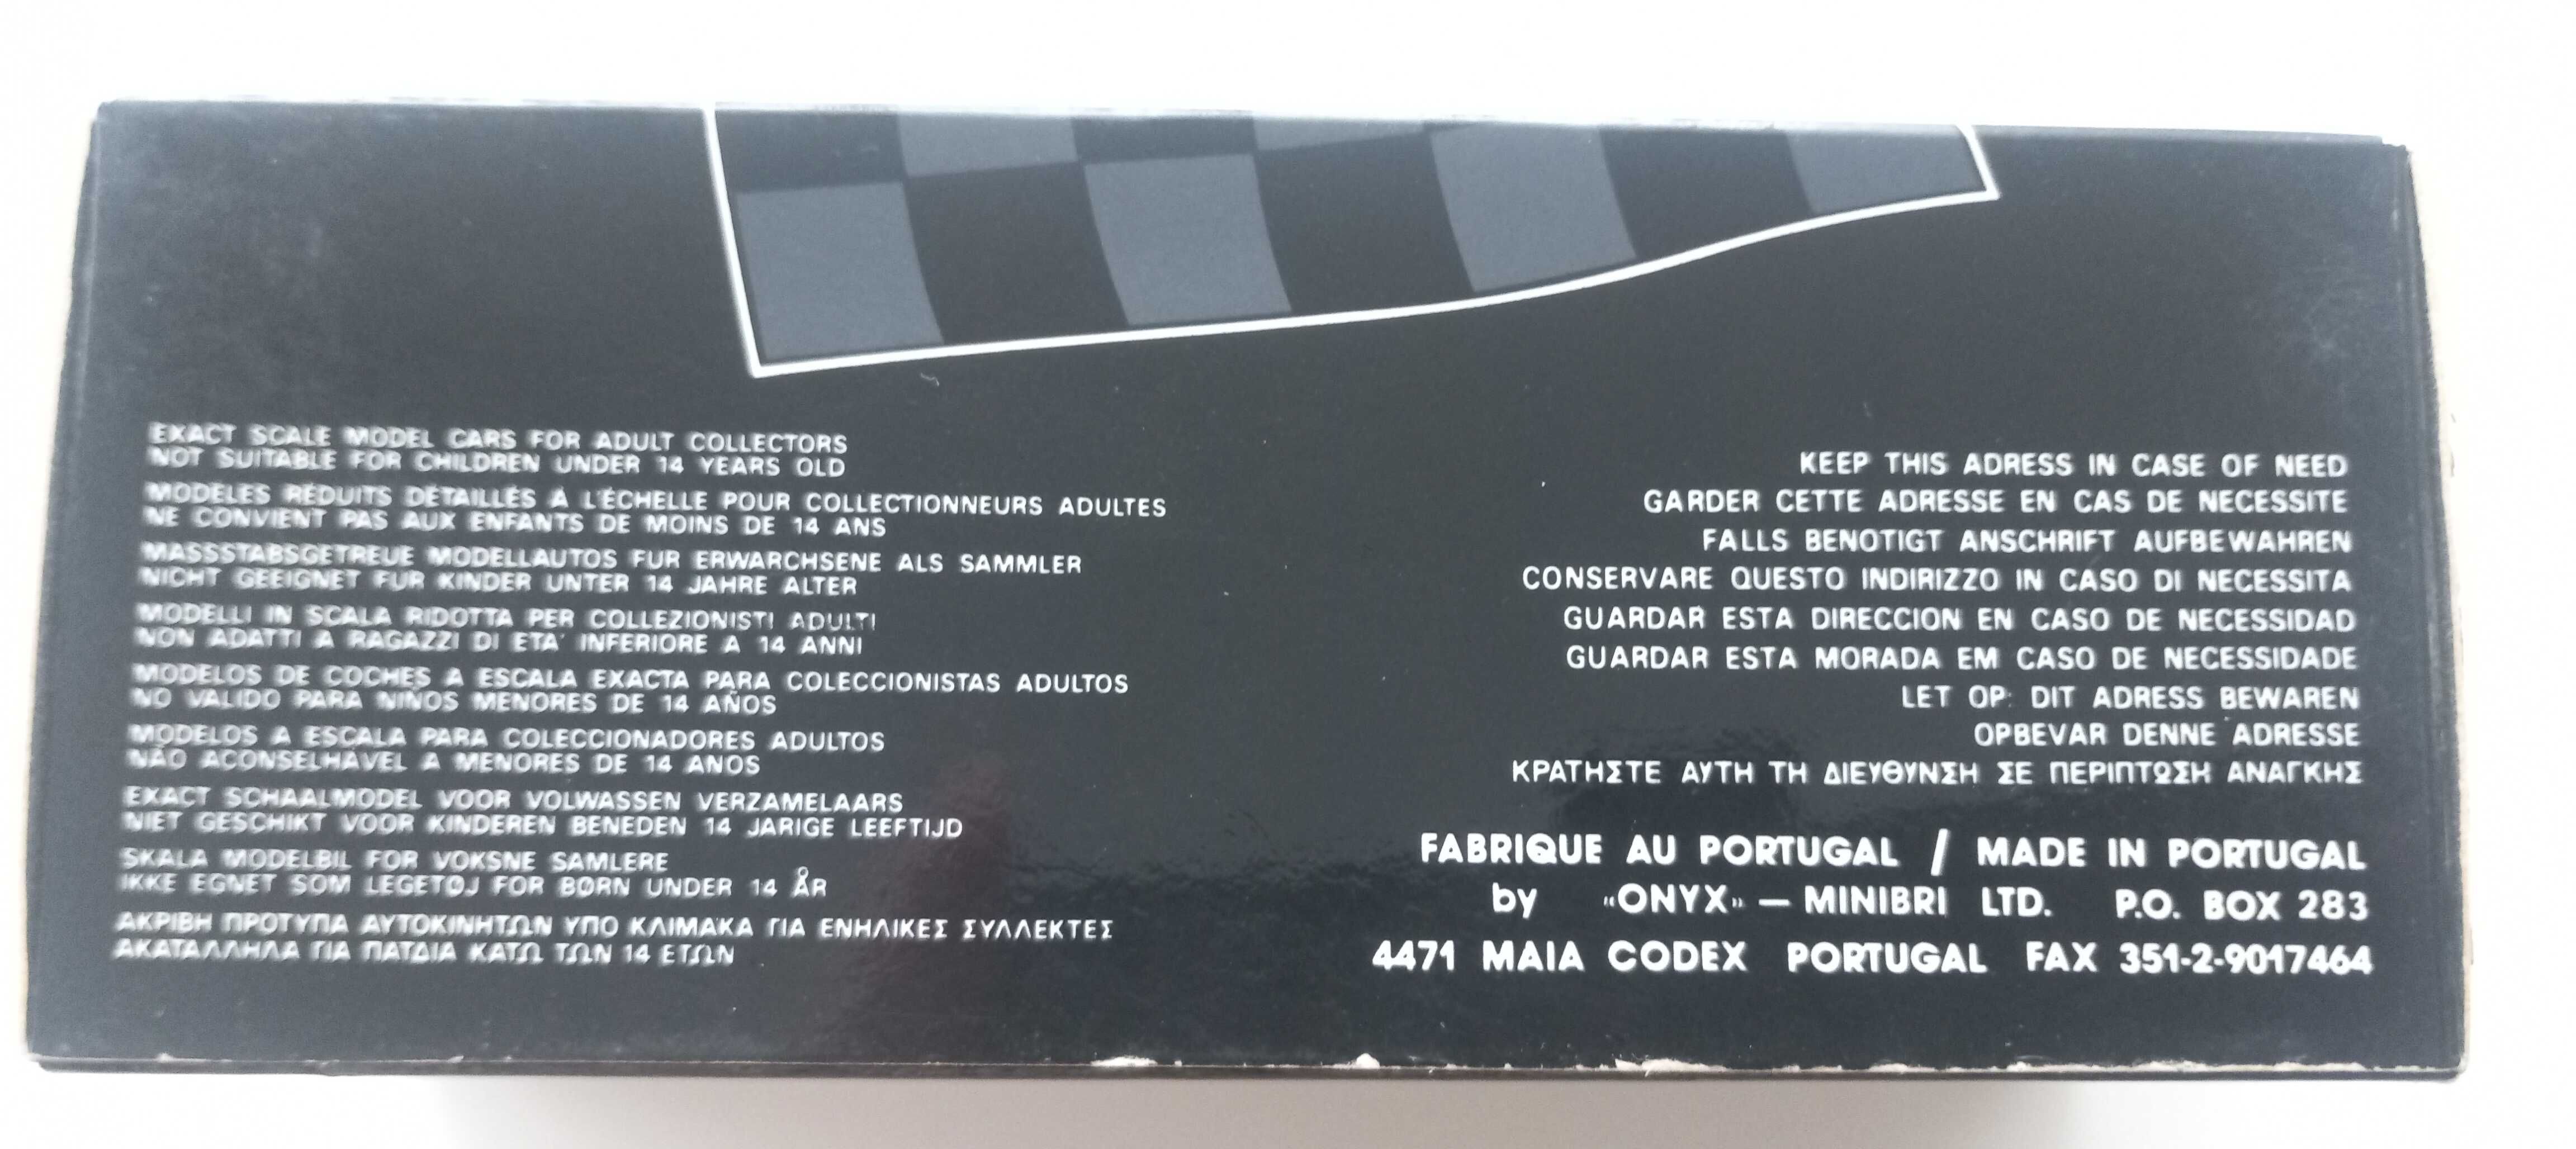 EXACT SCALE MODEL CARS FOR ADULT COLLECTORS
NOT SUITABLE FOR CHILDREN UNDER 14 YEARS OLD
MODELES RÉDUITS DÉTAILLÉS A L'ÉCHELLE POUR COLLECTIONNEURS ADULTES
NE CONVIENT PAS AUX ENFANTS DE MOINS DE 14 ANS
MASSSTABSGETREUE MODELLAUTOS FUR ERWARCHSENE ALS SAMMLER
NICHT GEEIGNET FUR KINDER UNTER 14 JAHRE ALTER
MODELLI IN SCALA RIDOTTA PER COLLEZIONISTI ADULTI
NON ADATTI A RAGAZZI DI ETA' INFERIORE A 14 ANNI
MODELOS DE COCHES A ESCALA EXACTA PARA COLECCIONISTAS ADULTOS
NO VALIDO PARA NIÑOS MENORES DE 14 AÑOS
MODELOS A ESCALA PARA COLECCIONADORES ADULTOS
NÃO ACONSELHÁVEL A MENORES DE 14 ANOS
EXACT SCHAALMODEL VOOR VOLWASSEN VERZAMELAARS
NIET GESCHIKT VOOR KINDEREN BENEDEN 14 JARIGE LEEFTIJD
SKALA MODELBIL FOR VOKSNE SAMLERE
IKKE EGNET SOM LEGETØJ FOR BØRN UNDER 14 ÅR
ΑΚΡΙΒΗ ΠΡΟΤΥΠΑ ΑΥΤΟΚΙΝΗΤΩΝ ΥΠΟ ΚΛΙΜΑΚΑ ΓΙΑ ΕΝΗΛΙΚΕΣ ΣΥΛΛΕΚΤΕΣ
ΑΚΑΤΑΛΛΗΛΑ ΓΙΑ ΠΑΤΔΙΑ ΚΑΤΩ ΤΩΝ 14 ΕΤΩΝ
KEEP THIS ADRESS IN CASE OF NEED
GARDER CETTE ADRESSE EN CAS DE NECESSITE
FALLS BENOTIGT ANSCHRIFT AUFBEWAHREN
CONSERVARE QUESTO INDIRIZZO IN CASO DI NECESSITA
GUARDAR ESTA DIRECCION EN CASO DE NECESSIDAD
GUARDAR ESTA MORADA EM CASO DE NECESSIDADE
LET OP: DIT ADRESS BEWAREN
OPBEVAR DENNE ADRESSE
ΚΡΑΤΗΣΤΕ ΑΥΤΗ ΤΗ ΔΙΕΥΘΥΝΣΗ ΣΕ ΠΕΡΙΠΤΩΣΗ ΑΝΑΓΚΗΣ
FABRIQUE AU PORTUGAL / MADE IN PORTUGAL
by «ONYX» — MINIBRI LTD. P.O. BOX 283
4471 MAIA CODEX PORTUGAL FAX 351-2-9017464